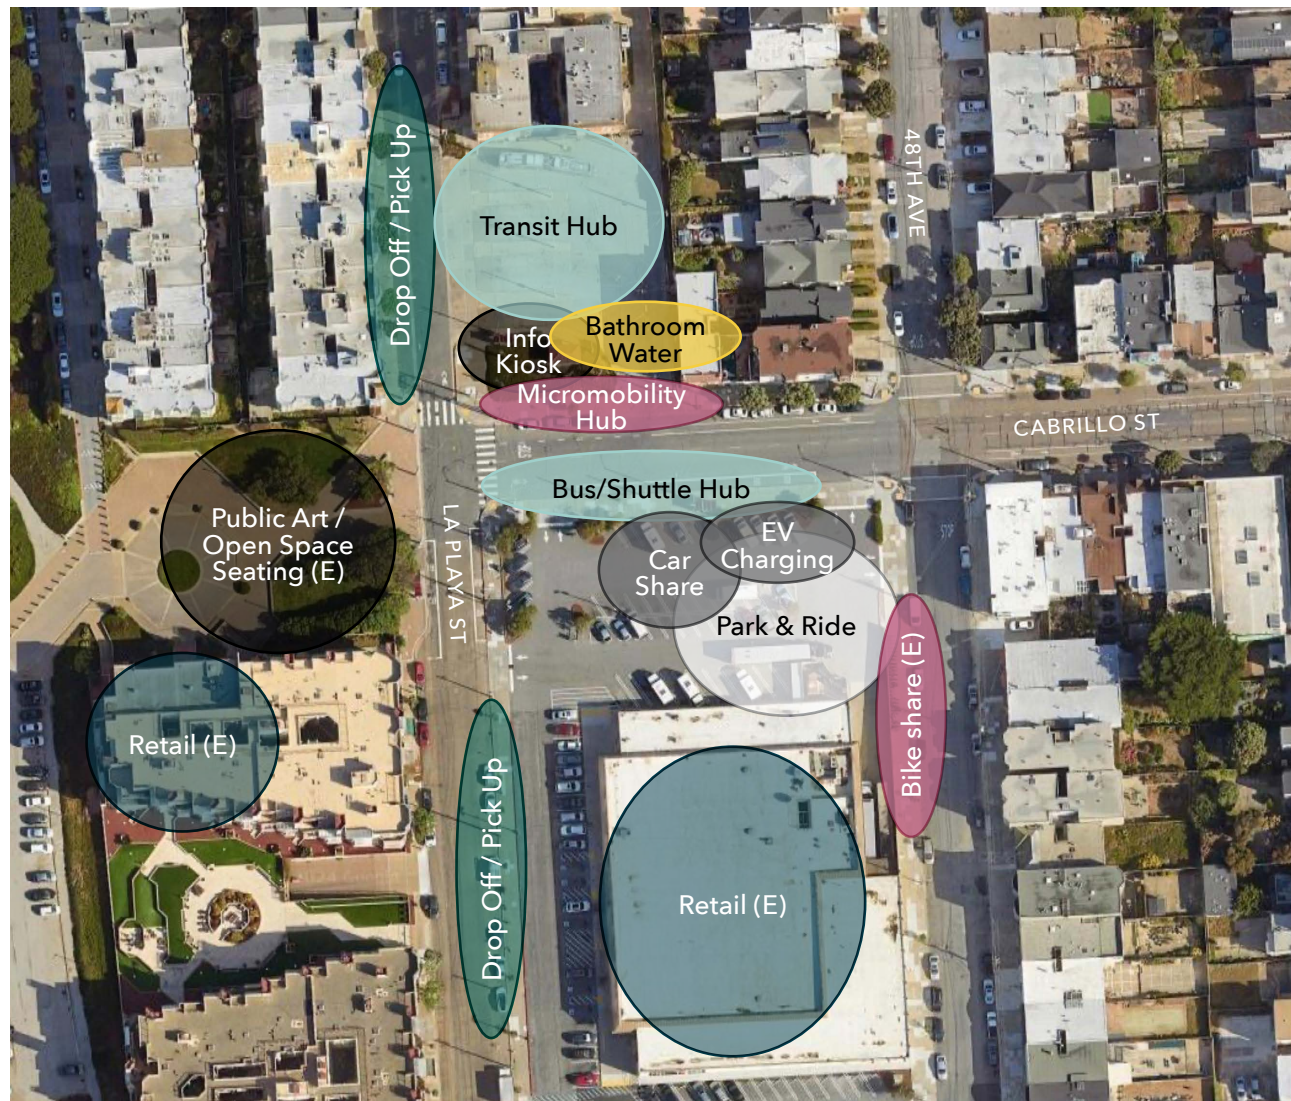 Drop Off / Pick Up
Transit Hub
48TH AVE
Info
Kiosk
Bathroom
Water
Micromobility
Hub
CABRILLO ST
Bus/Shuttle Hub
Public Art /
Open Space
Seating (E)
LA PLAYA ST
Car
Share
EV
Charging
Park & Ride
Bike share (E)
Retail (E)
Drop Off / Pick Up
Retail (E)
STOP